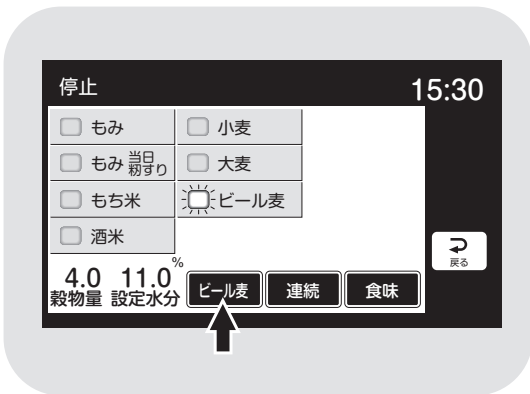 停止 15:30
もみ 小麦
もみ 当日籾すり 大麦
もち米 ビール麦
酒米
戻る
4.0 11.0%
穀物量 設定水分 ビール麦 連続 食味